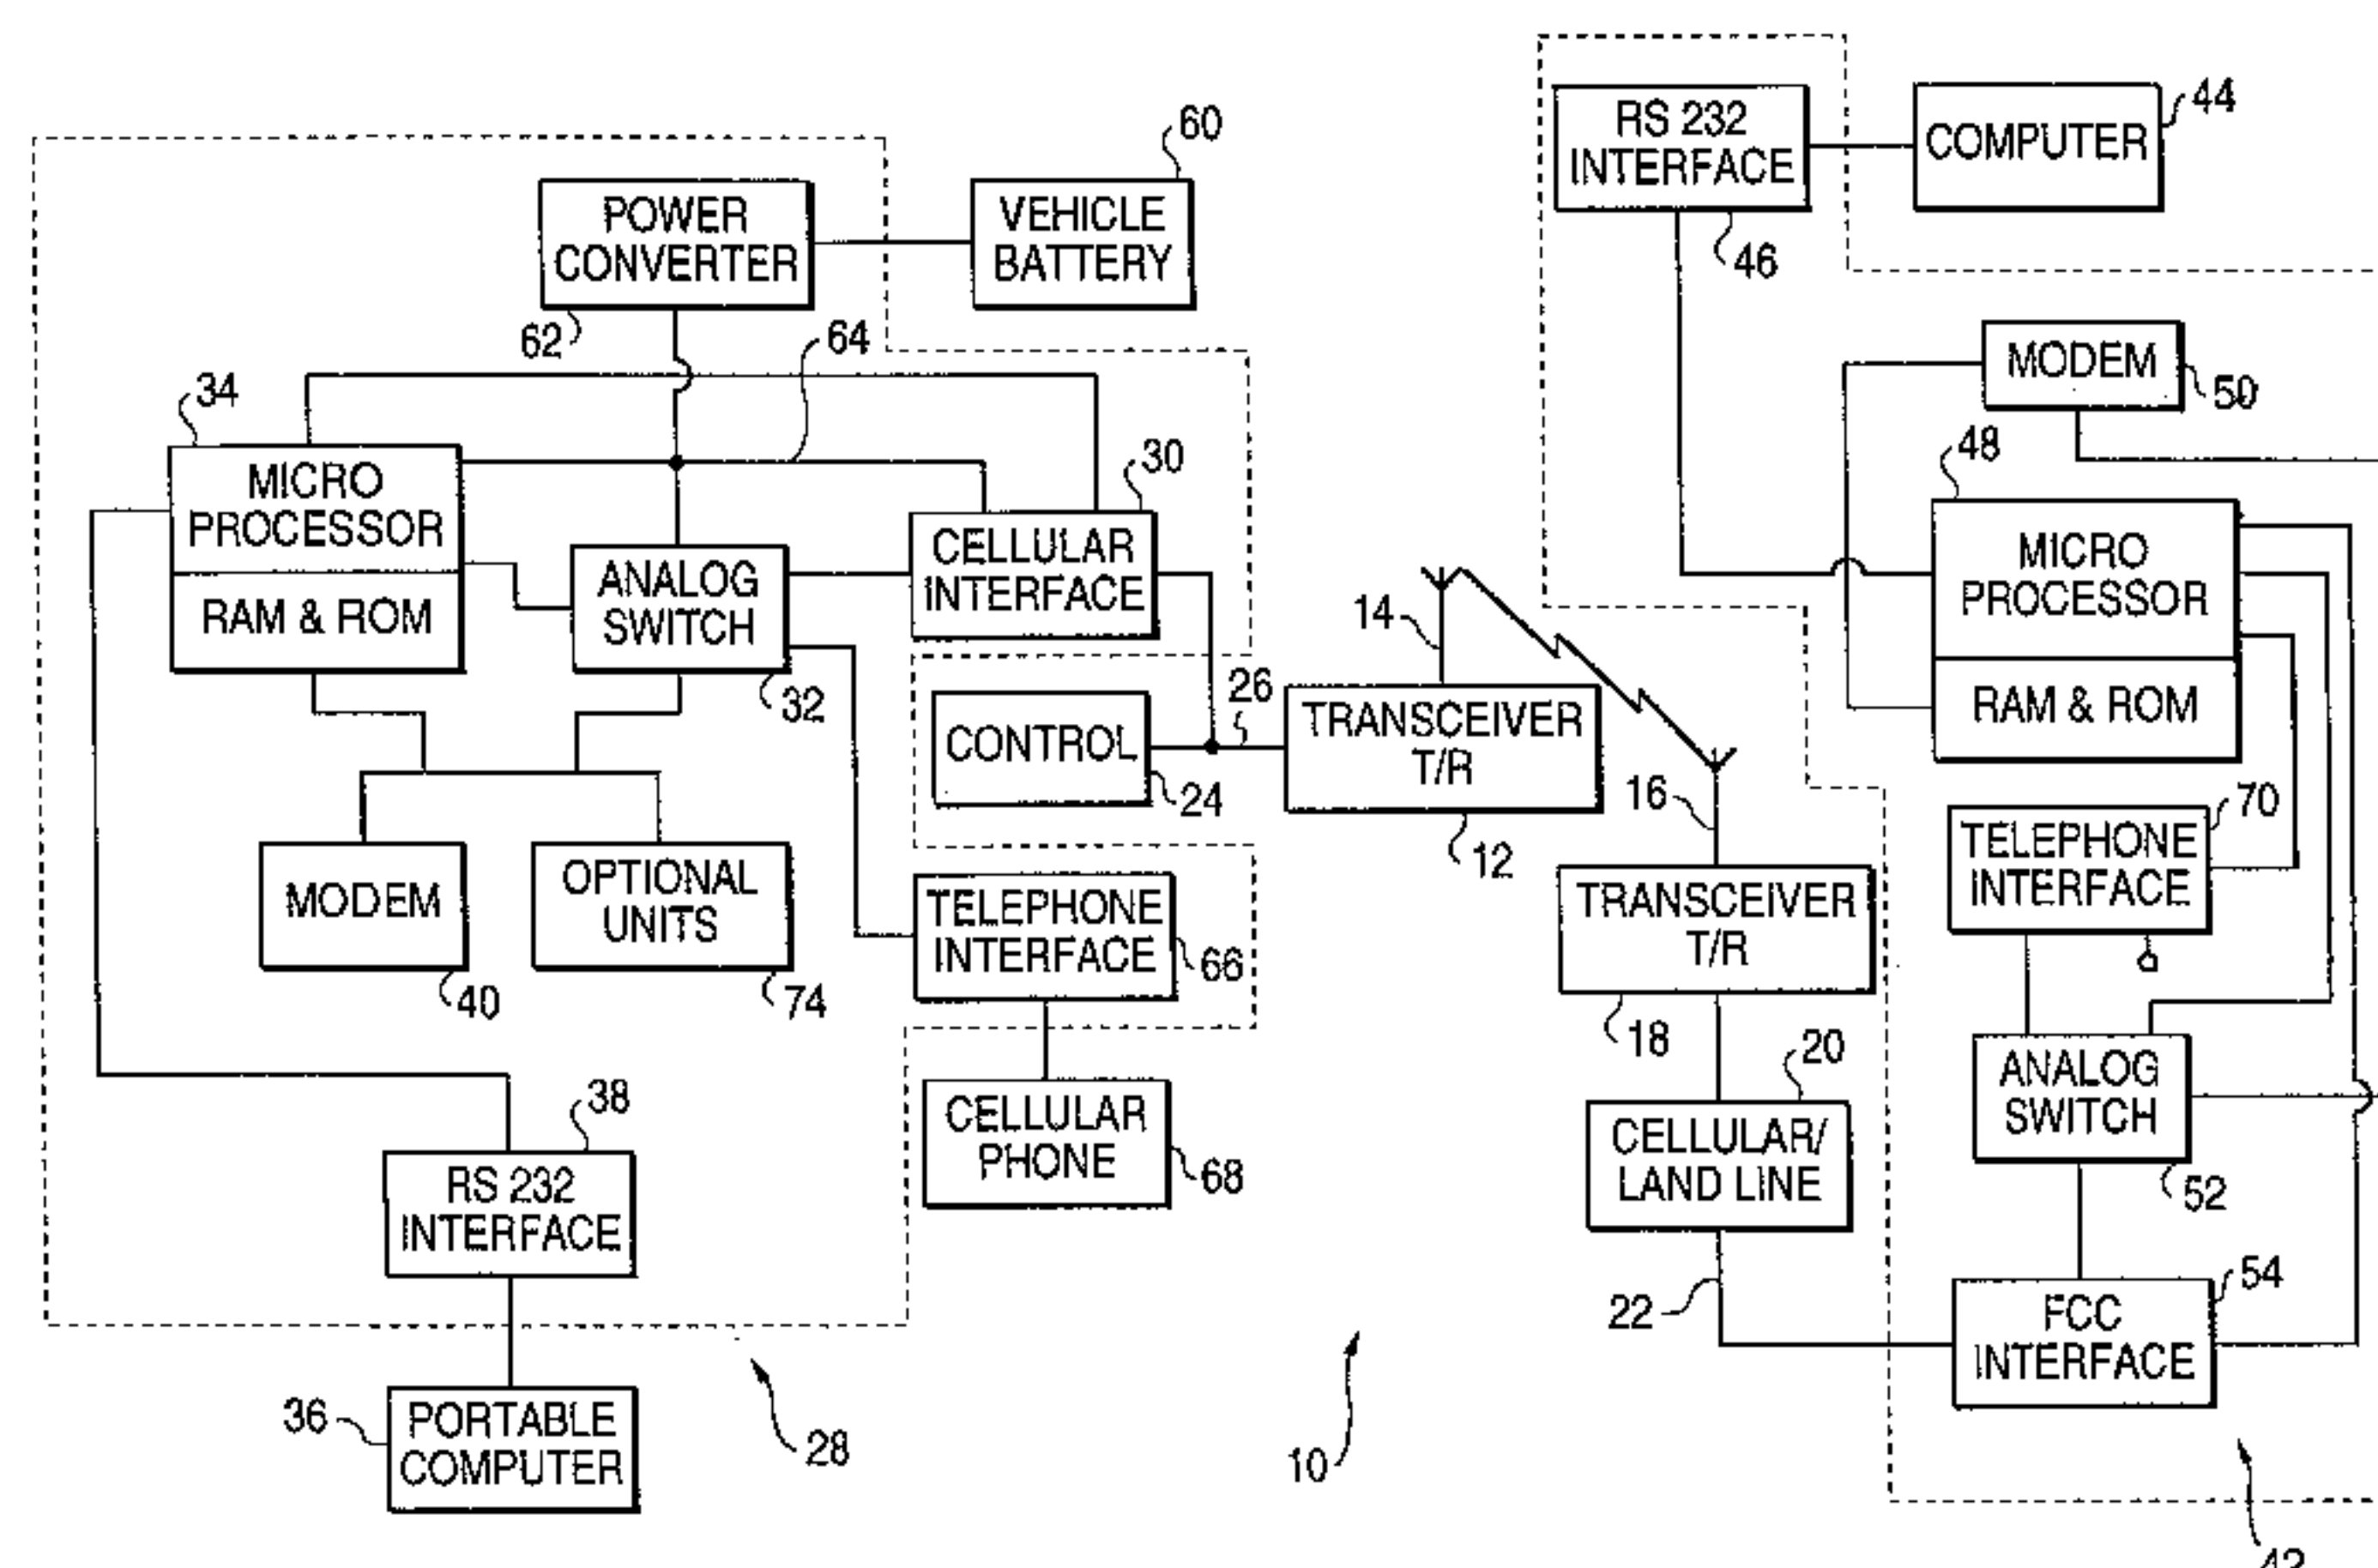 RS 232
INTERFACE
46
COMPUTER
44
POWER
CONVERTER
62
VEHICLE
BATTERY
60
64
MODEM
50
34
MICRO
PROCESSOR
RAM & ROM
ANALOG
SWITCH
32
30
CELLULAR
INTERFACE
48
MICRO
PROCESSOR
RAM & ROM
14
26
CONTROL
24
TRANSCEIVER
T/R
12
16
70
TELEPHONE
INTERFACE
MODEM
40
OPTIONAL
UNITS
74
TELEPHONE
INTERFACE
66
TRANSCEIVER
T/R
18
20
ANALOG
SWITCH
52
38
RS 232
INTERFACE
CELLULAR
PHONE
68
CELLULAR/
LAND LINE
22
54
FCC
INTERFACE
36
PORTABLE
COMPUTER
28
10
42